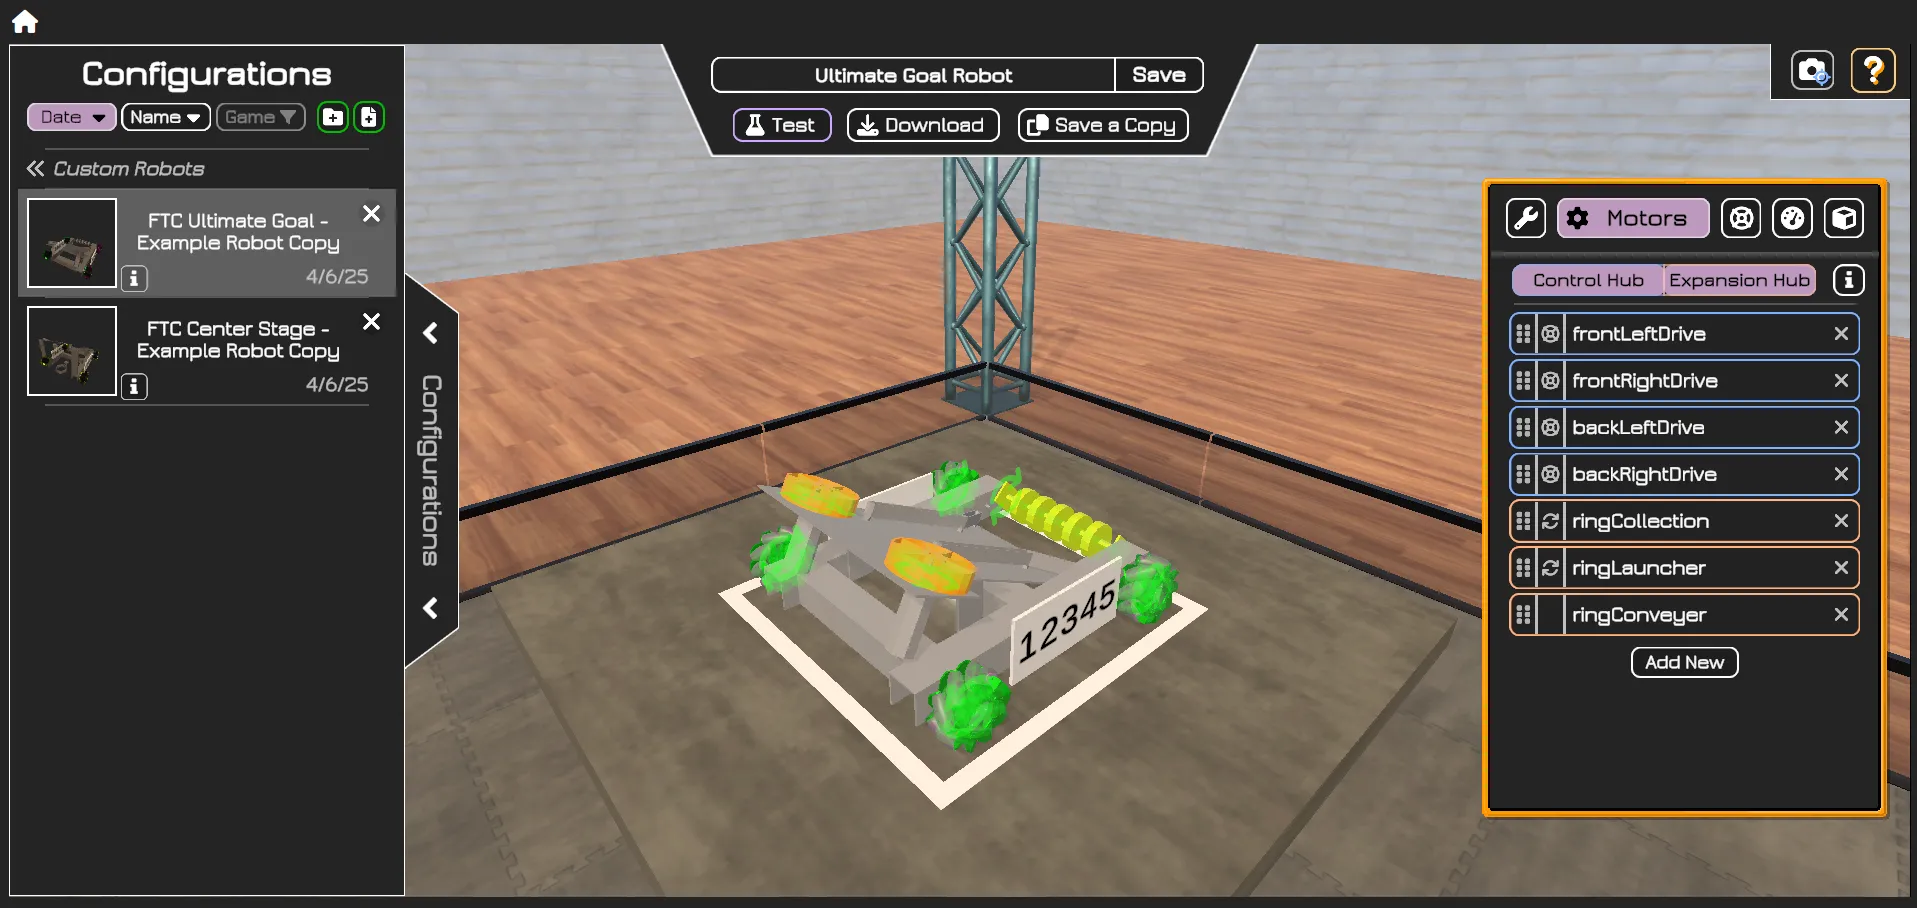 Configurations
Date
Name
Game
Custom Robots
FTC Ultimate Goal -
Example Robot Copy
4/6/25
FTC Center Stage -
Example Robot Copy
4/6/25
Configurations
Ultimate Goal Robot
Save
Test
Download
Save a Copy
12345
Motors
Control Hub
Expansion Hub
frontLeftDrive
frontRightDrive
backLeftDrive
backRightDrive
ringCollection
ringLauncher
ringConveyer
Add New